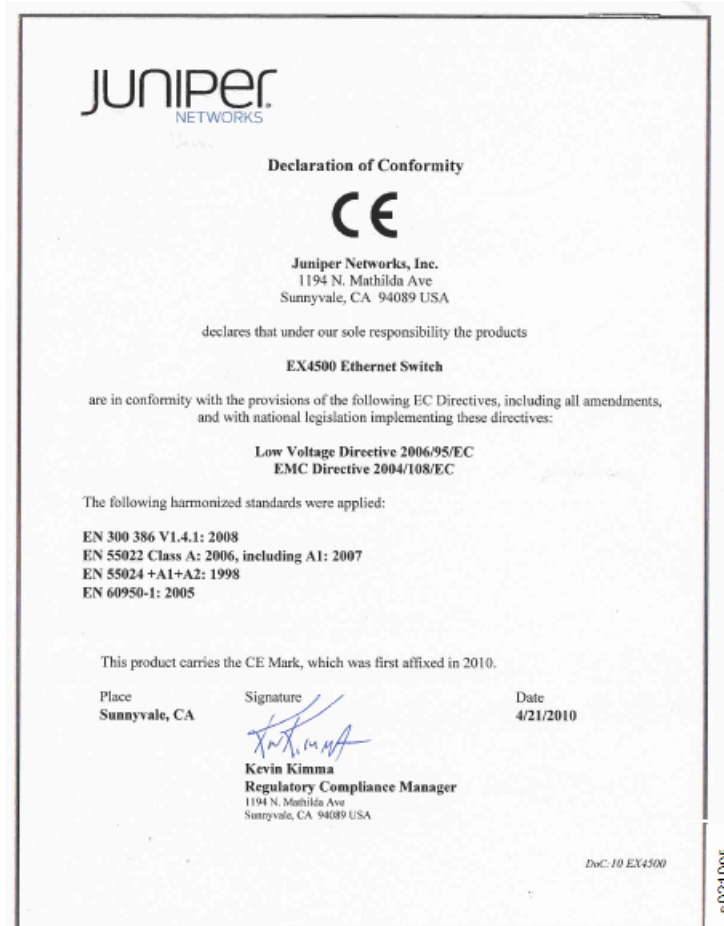 JUNIPER
NETWORKS
Declaration of Conformity
CE
Juniper Networks, Inc.
1194 N. Mathilda Ave
Sunnyvale, CA 94089 USA
declares that under our sole responsibility the products
EX4500 Ethernet Switch
are in conformity with the provisions of the following EC Directives, including all amendments,
and with national legislation implementing these directives:
Low Voltage Directive 2006/95/EC
EMC Directive 2004/108/EC
The following harmonized standards were applied:
EN 300 386 V1.4.1: 2008
EN 55022 Class A: 2006, including A1: 2007
EN 55024 +A1+A2: 1998
EN 60950-1: 2005
This product carries the CE Mark, which was first affixed in 2010.
Place Signature Date
Sunnyvale, CA 4/21/2010
Kevin Kimma
Regulatory Compliance Manager
1194 N. Mathilda Ave
Sunnyvale, CA 94089 USA
DoC:10 EX4500